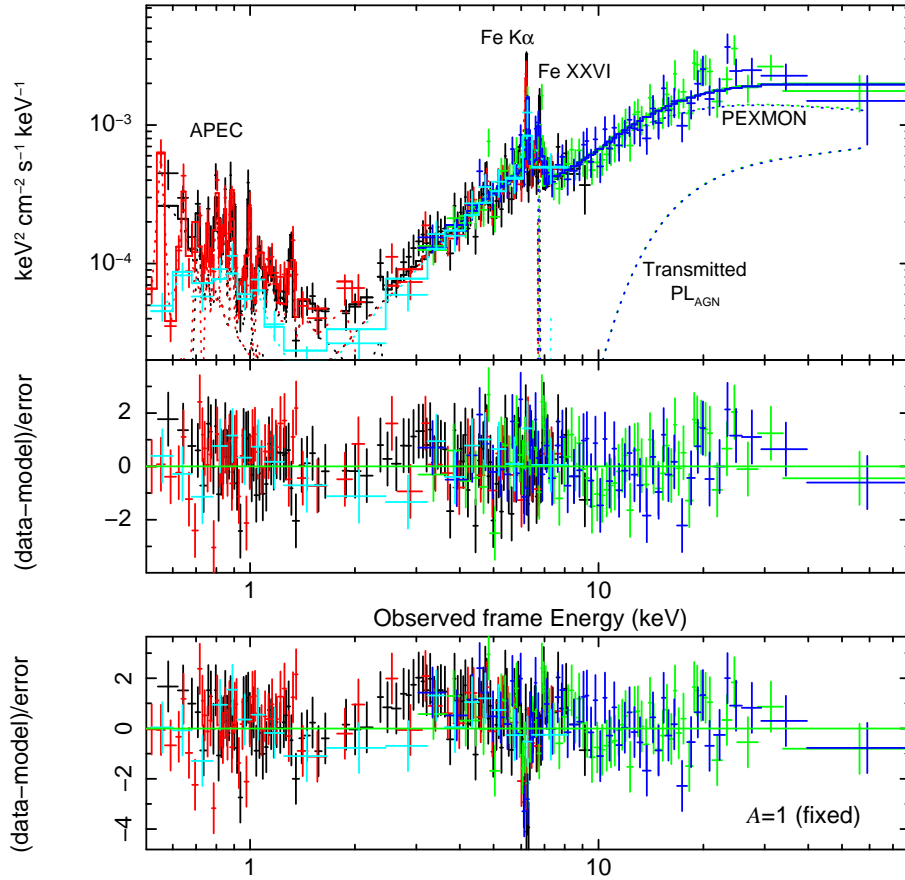 Fe Kα
Fe XXVI
APEC
PEXMON
Transmitted
PL_AGN
keV² cm⁻² s⁻¹ keV⁻¹
10⁻³
10⁻⁴
(data−model)/error
2
0
−2
1
10
Observed frame Energy (keV)
(data−model)/error
2
0
−2
−4
A=1 (fixed)
1
10